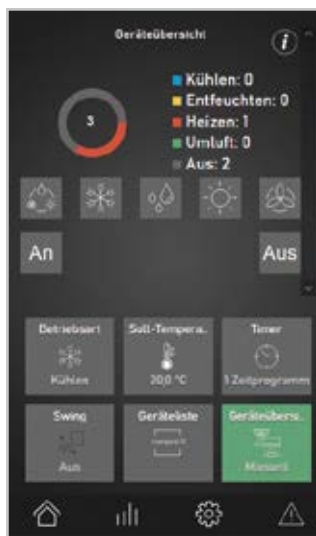 Geräteübersicht
i
3
Kühlen: 0
Entfeuchten: 0
Heizen: 1
Umluft: 0
Aus: 2
An
Aus
Betriebsart
Soll-Tempera..
Timer
Kühlen
20,0 °C
1 Zeitprogramm
Swing
Geräteliste
Geräteübers..
Aus